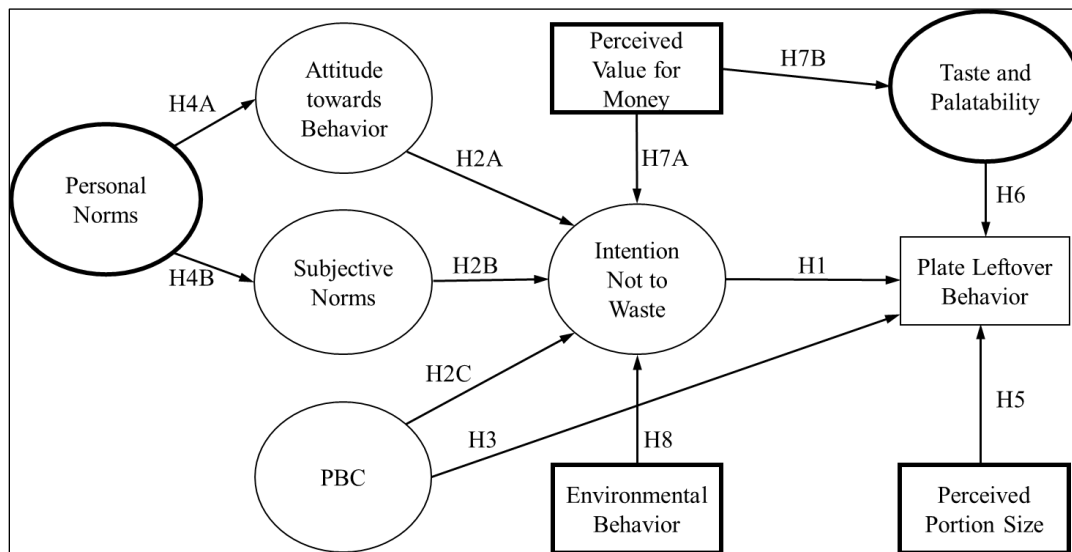 Perceived
Value for
Money
H7B
Taste and
Palatability
Attitude
towards
Behavior
H4A
H2A
H7A
H6
Personal
Norms
H4B
Subjective
Norms
H2B
Intention
Not to
Waste
H1
Plate Leftover
Behavior
H2C
H3
H8
H5
PBC
Environmental
Behavior
Perceived
Portion Size